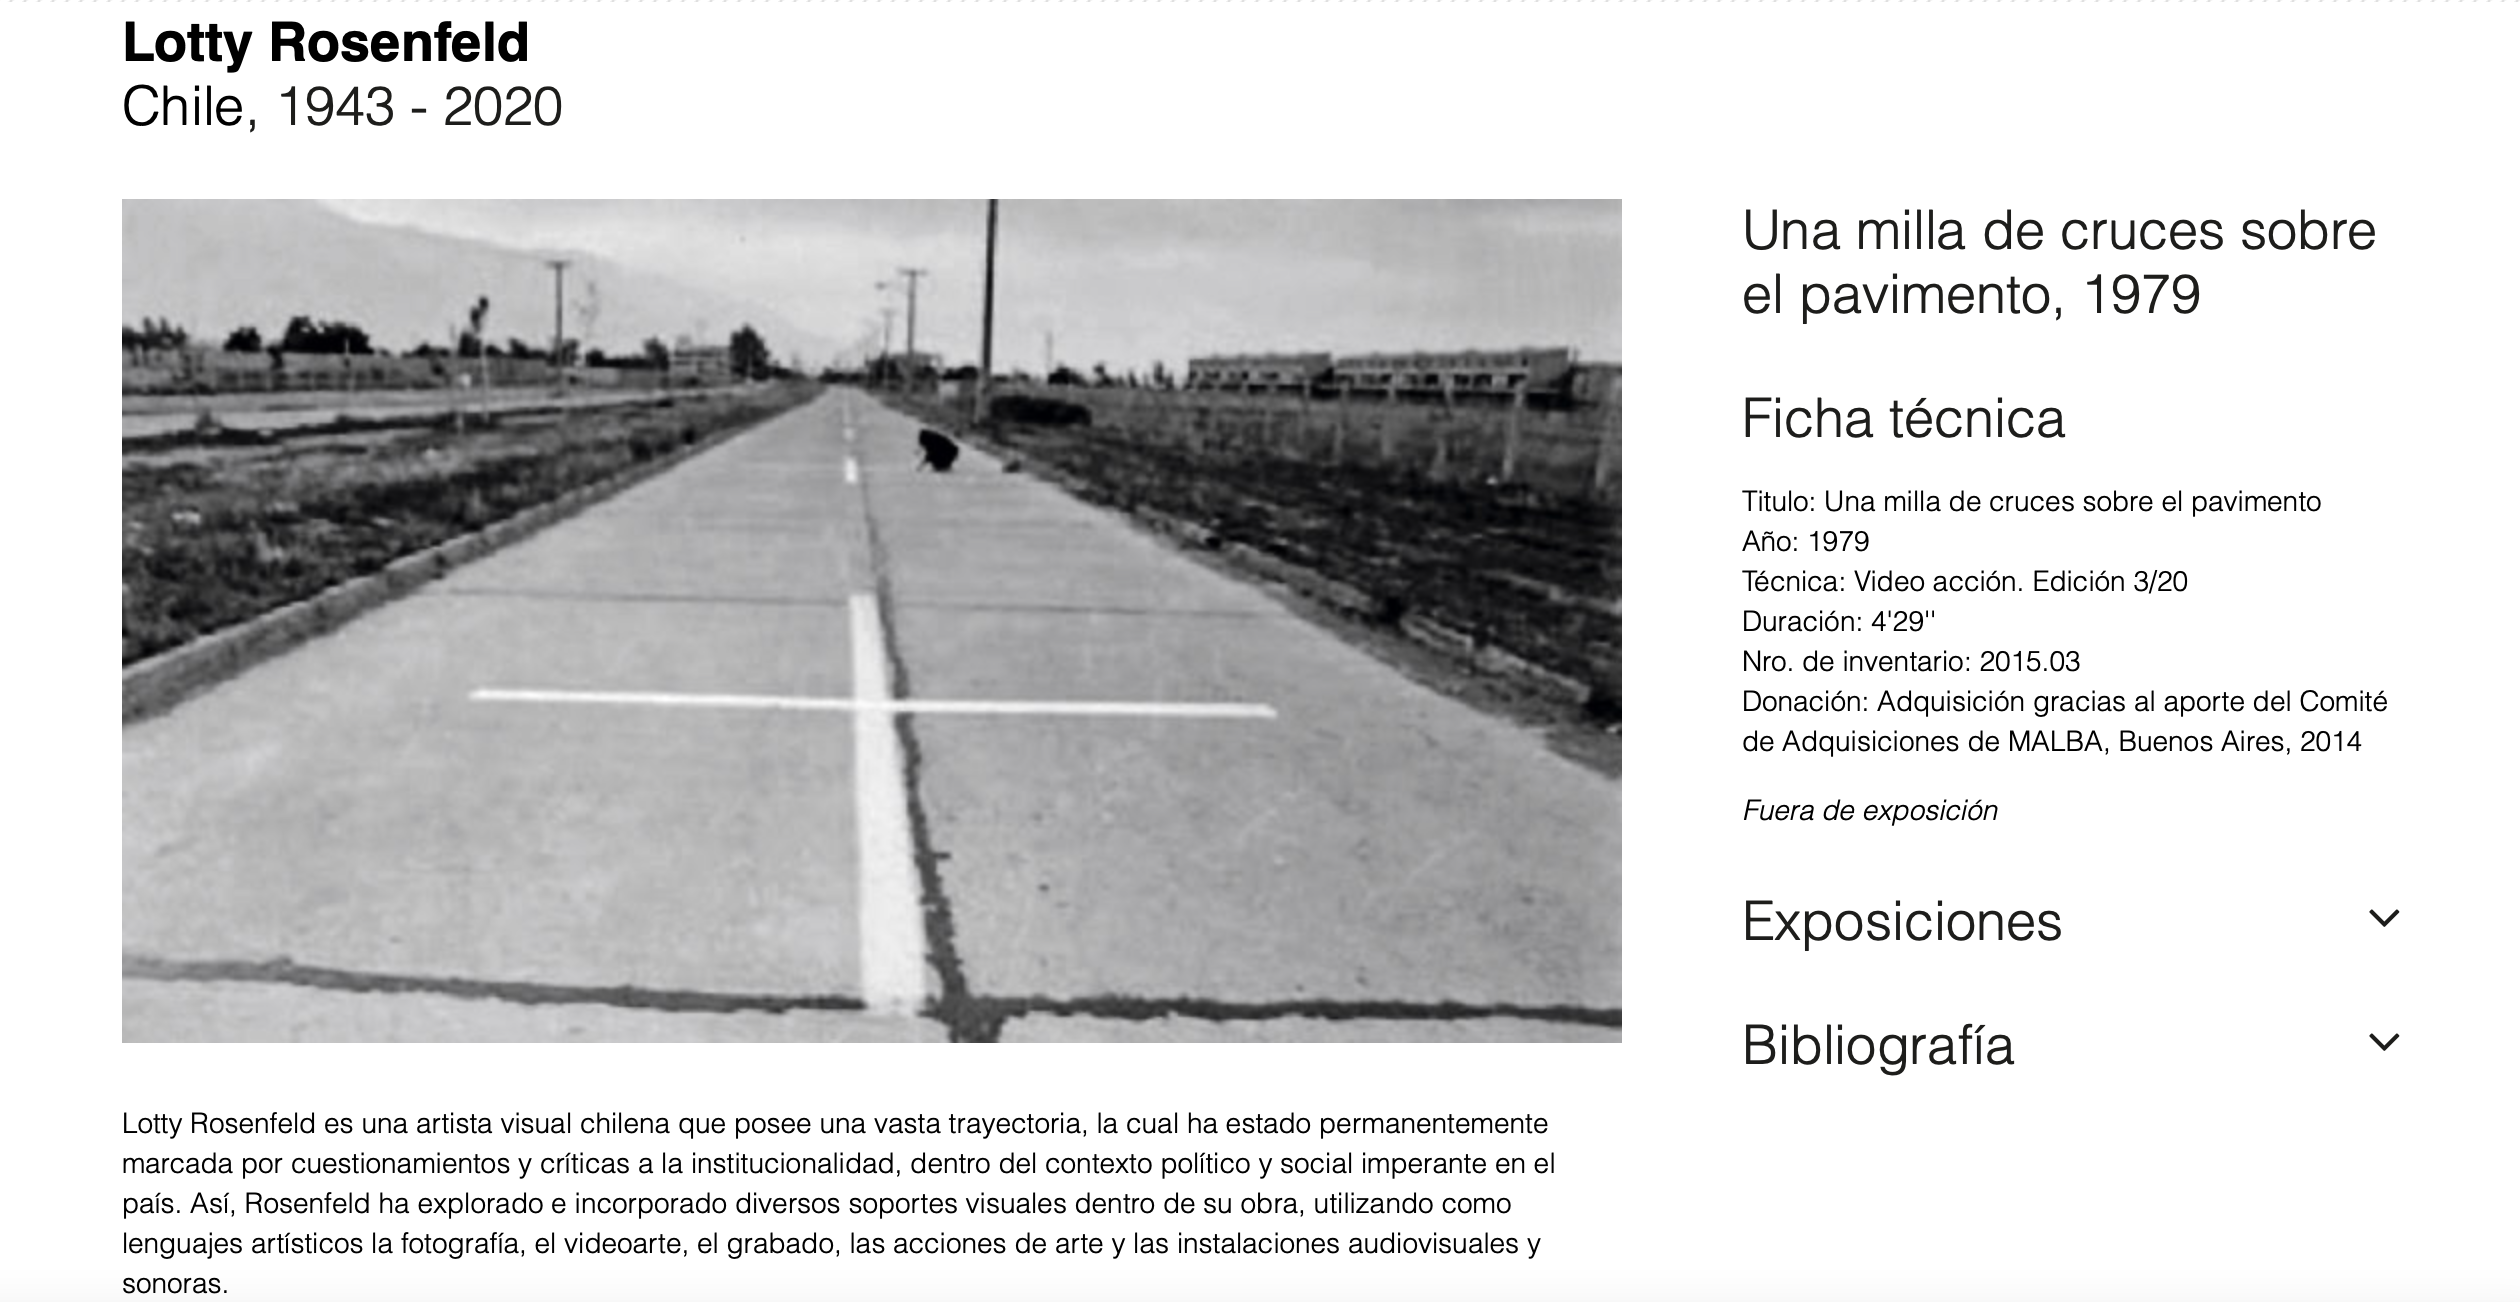 Lotty Rosenfeld
Chile, 1943 - 2020
Una milla de cruces sobre
el pavimento, 1979
Ficha técnica
Titulo: Una milla de cruces sobre el pavimento
Año: 1979
Técnica: Video acción. Edición 3/20
Duración: 4'29''
Nro. de inventario: 2015.03
Donación: Adquisición gracias al aporte del Comité
de Adquisiciones de MALBA, Buenos Aires, 2014
Fuera de exposición
Exposiciones
Bibliografía
Lotty Rosenfeld es una artista visual chilena que posee una vasta trayectoria, la cual ha estado permanentemente
marcada por cuestionamientos y críticas a la institucionalidad, dentro del contexto político y social imperante en el
país. Así, Rosenfeld ha explorado e incorporado diversos soportes visuales dentro de su obra, utilizando como
lenguajes artísticos la fotografía, el videoarte, el grabado, las acciones de arte y las instalaciones audiovisuales y
sonoras.